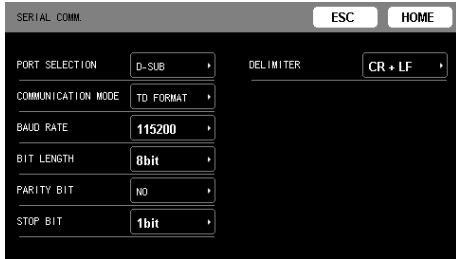 SERIAL COMM. ESC HOME
PORT SELECTION D-SUB
COMMUNICATION MODE TD FORMAT
BAUD RATE 115200
BIT LENGTH 8bit
PARITY BIT NO
STOP BIT 1bit
DELIMITER CR + LF